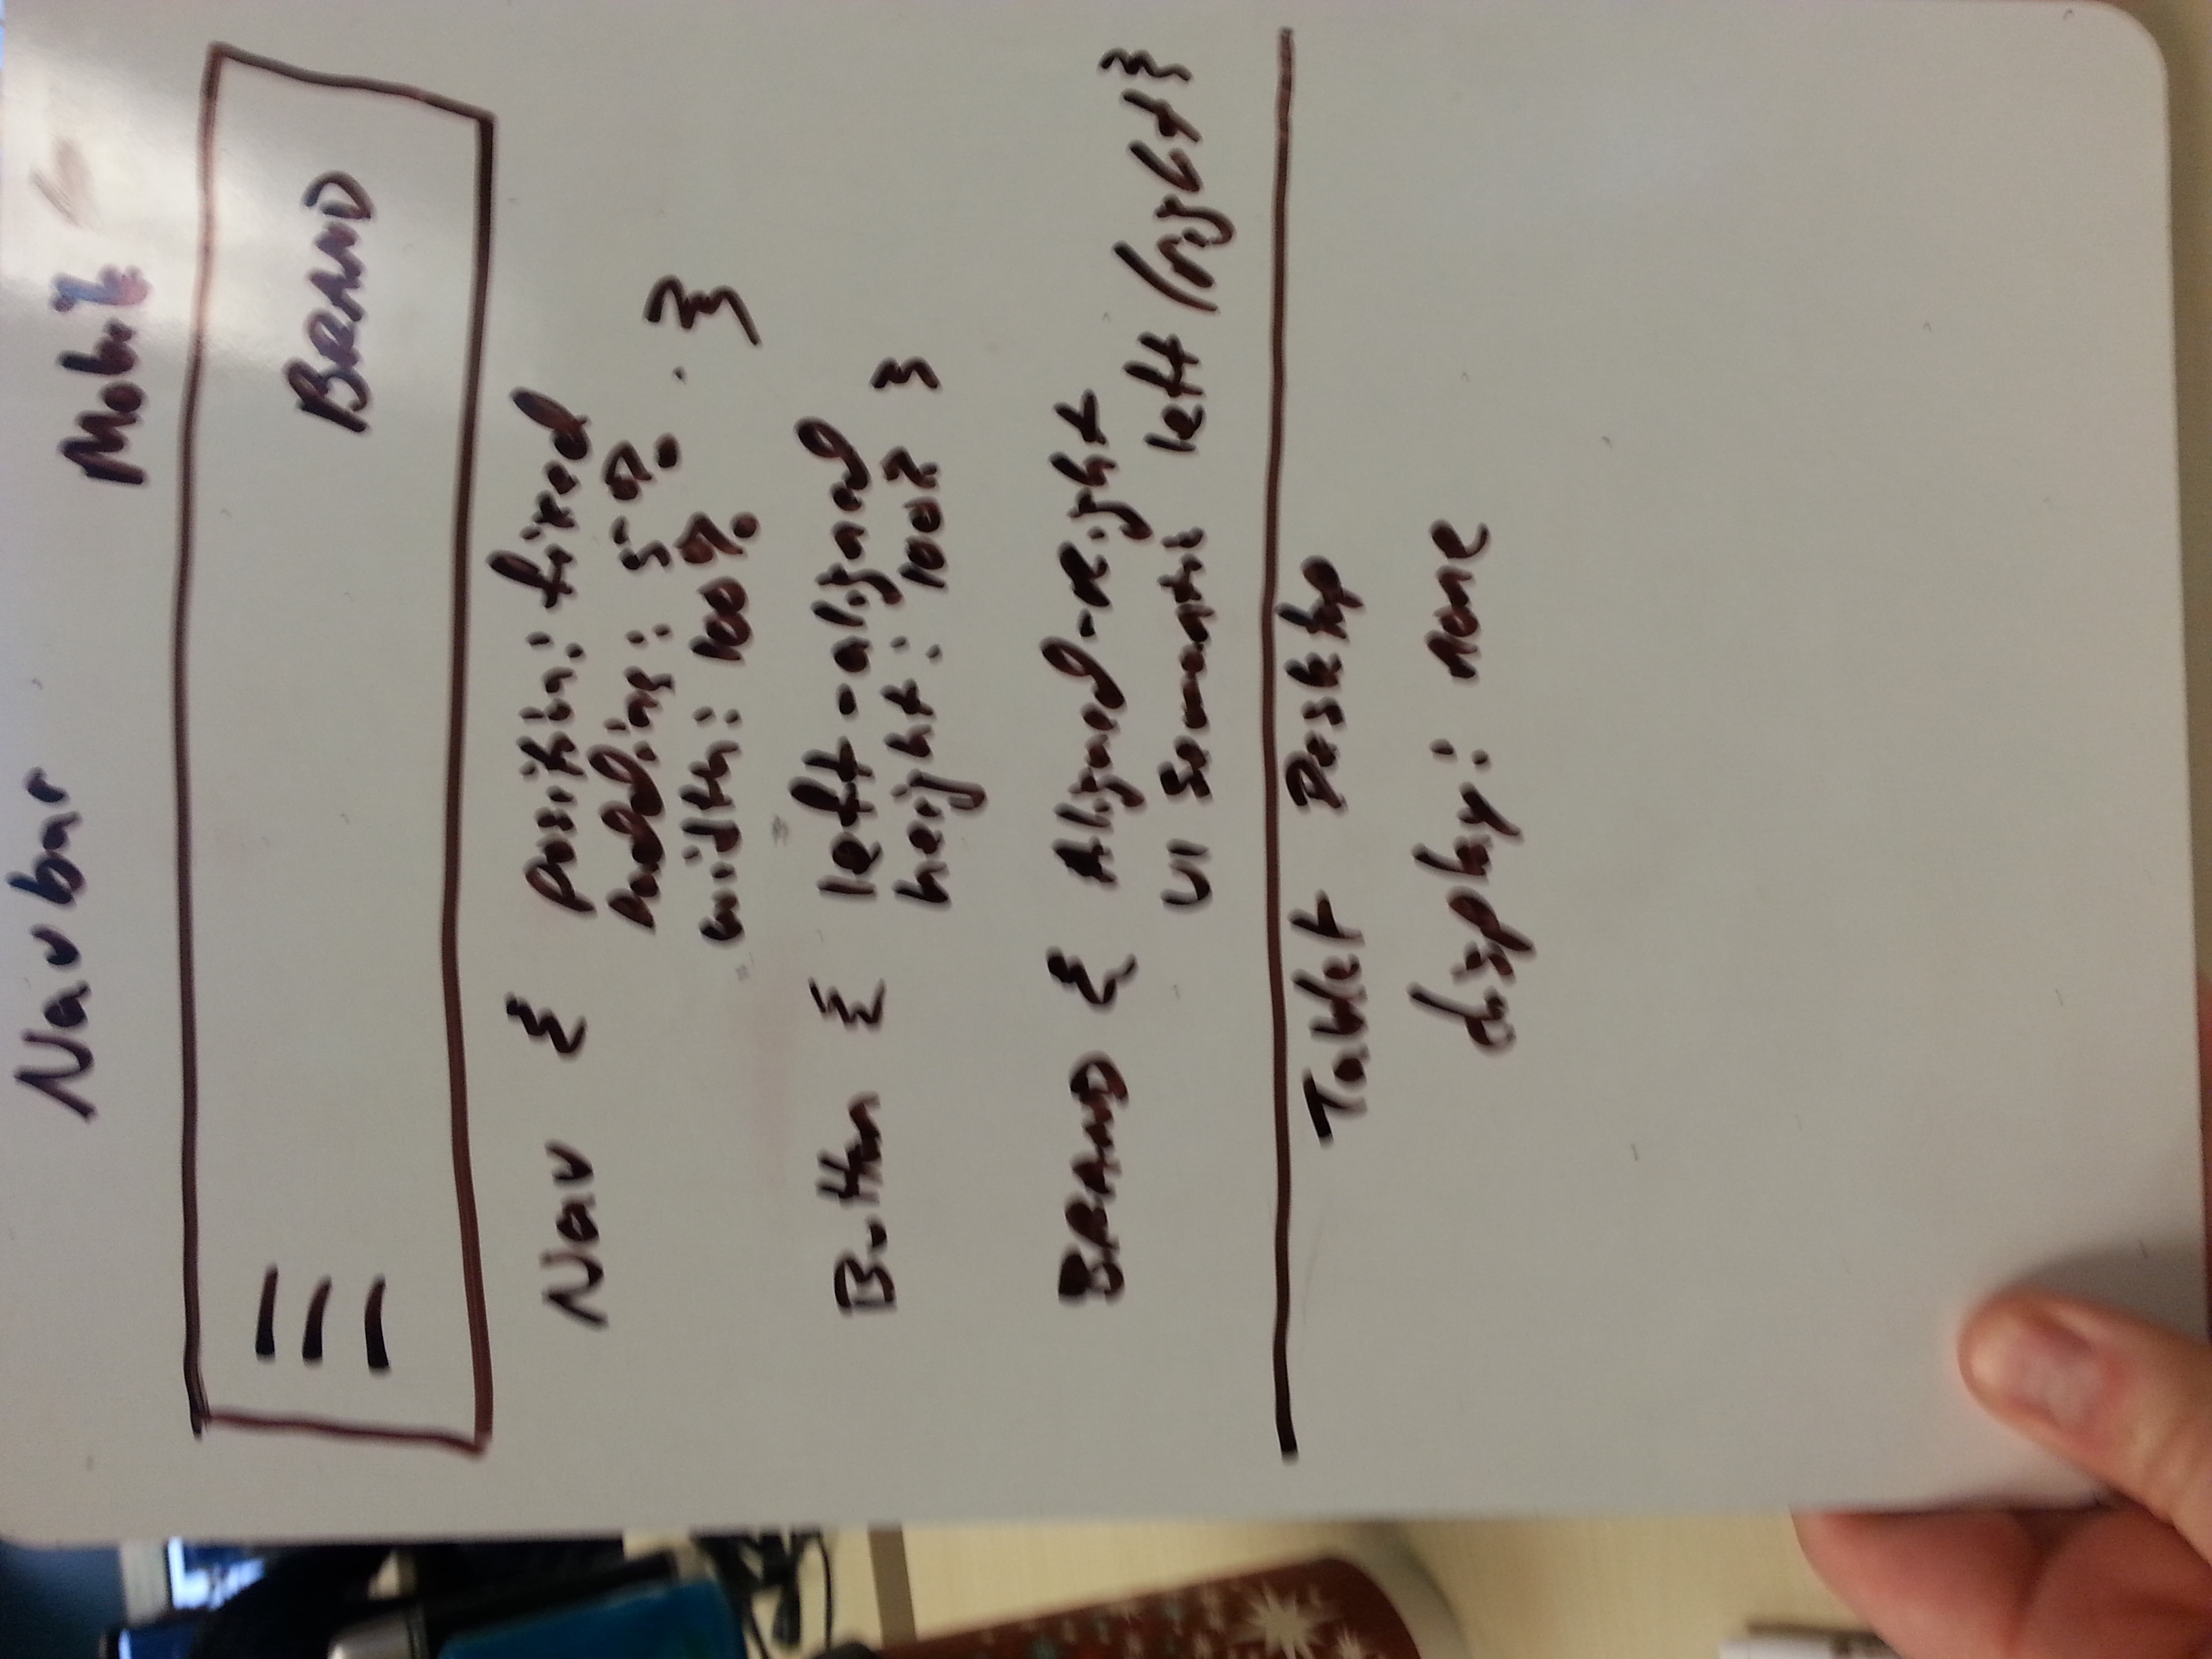 Navbar
Mobile
BRAND
Nav { position: fixed
padding: 5%
width: 100% }
Button { left-aligned
height: 100% }
BRAND { Aligned-Right
UI Semantic left/right }
Tablet Desktop
display: none